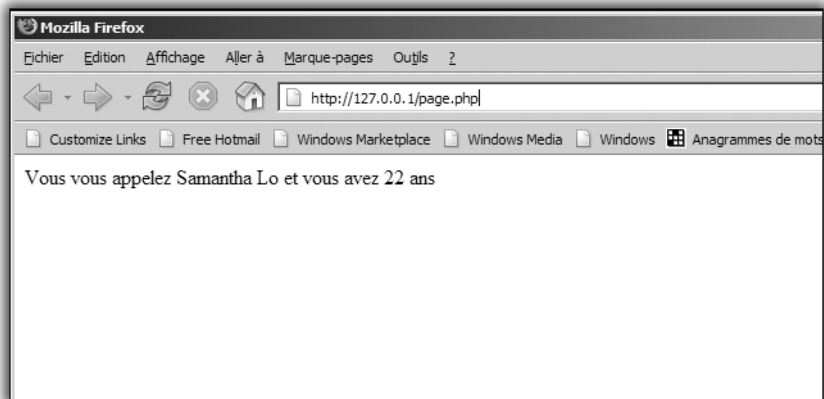 Mozilla Firefox
Fichier Edition Affichage Aller à Marque-pages Outils ?
http://127.0.0.1/page.php
Customize Links Free Hotmail Windows Marketplace Windows Media Windows Anagrammes de mots
Vous vous appelez Samantha Lo et vous avez 22 ans